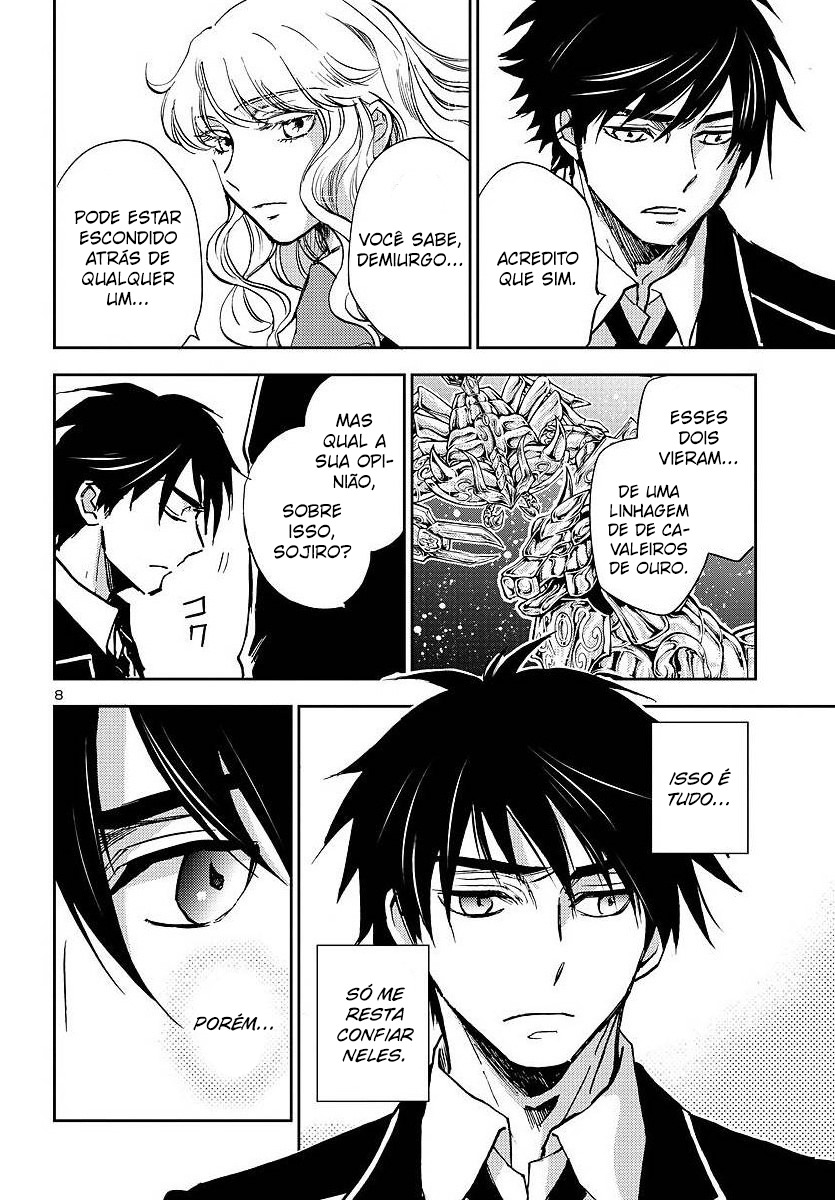 ACREDITO
QUE SIM.
VOCÊ SABE,
DEMIURGO...
PODE ESTAR
ESCONDIDO
ATRÁS DE
QUALQUER
UM...
ESSES
DOIS
VIERAM...
DE UMA
LINHAGEM
DE DE CA-
VALEIROS
DE OURO.
MAS
QUAL A
SUA OPI-
NIÃO,
SOBRE
ISSO,
SOJIRO?
コク
8
ISSO É
TUDO...
SÓ ME
RESTA
CONFIAR
NELES.
PORÉM...